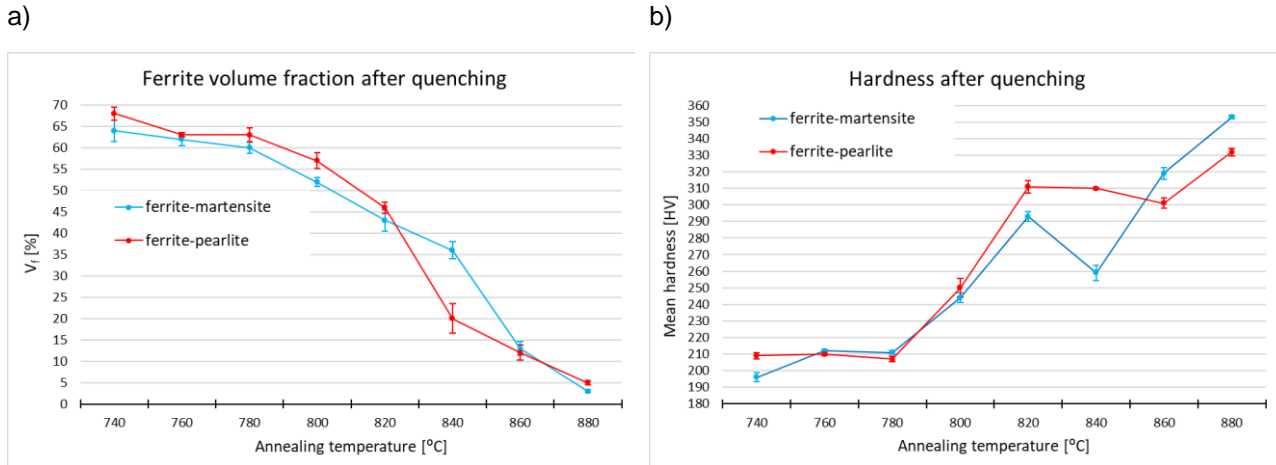 a)
b)
Ferrite volume fraction after quenching
70
65
60
55
50
45
40
35
30
25
20
15
10
5
0
Vf [%]
ferrite-martensite
ferrite-pearlite
740 760 780 800 820 840 860 880
Annealing temperature [°C]
Hardness after quenching
360
350
340
330
320
310
300
290
280
270
260
250
240
230
220
210
200
190
180
Mean hardness [HV]
ferrite-martensite
ferrite-pearlite
740 760 780 800 820 840 860 880
Annealing temperature [°C]